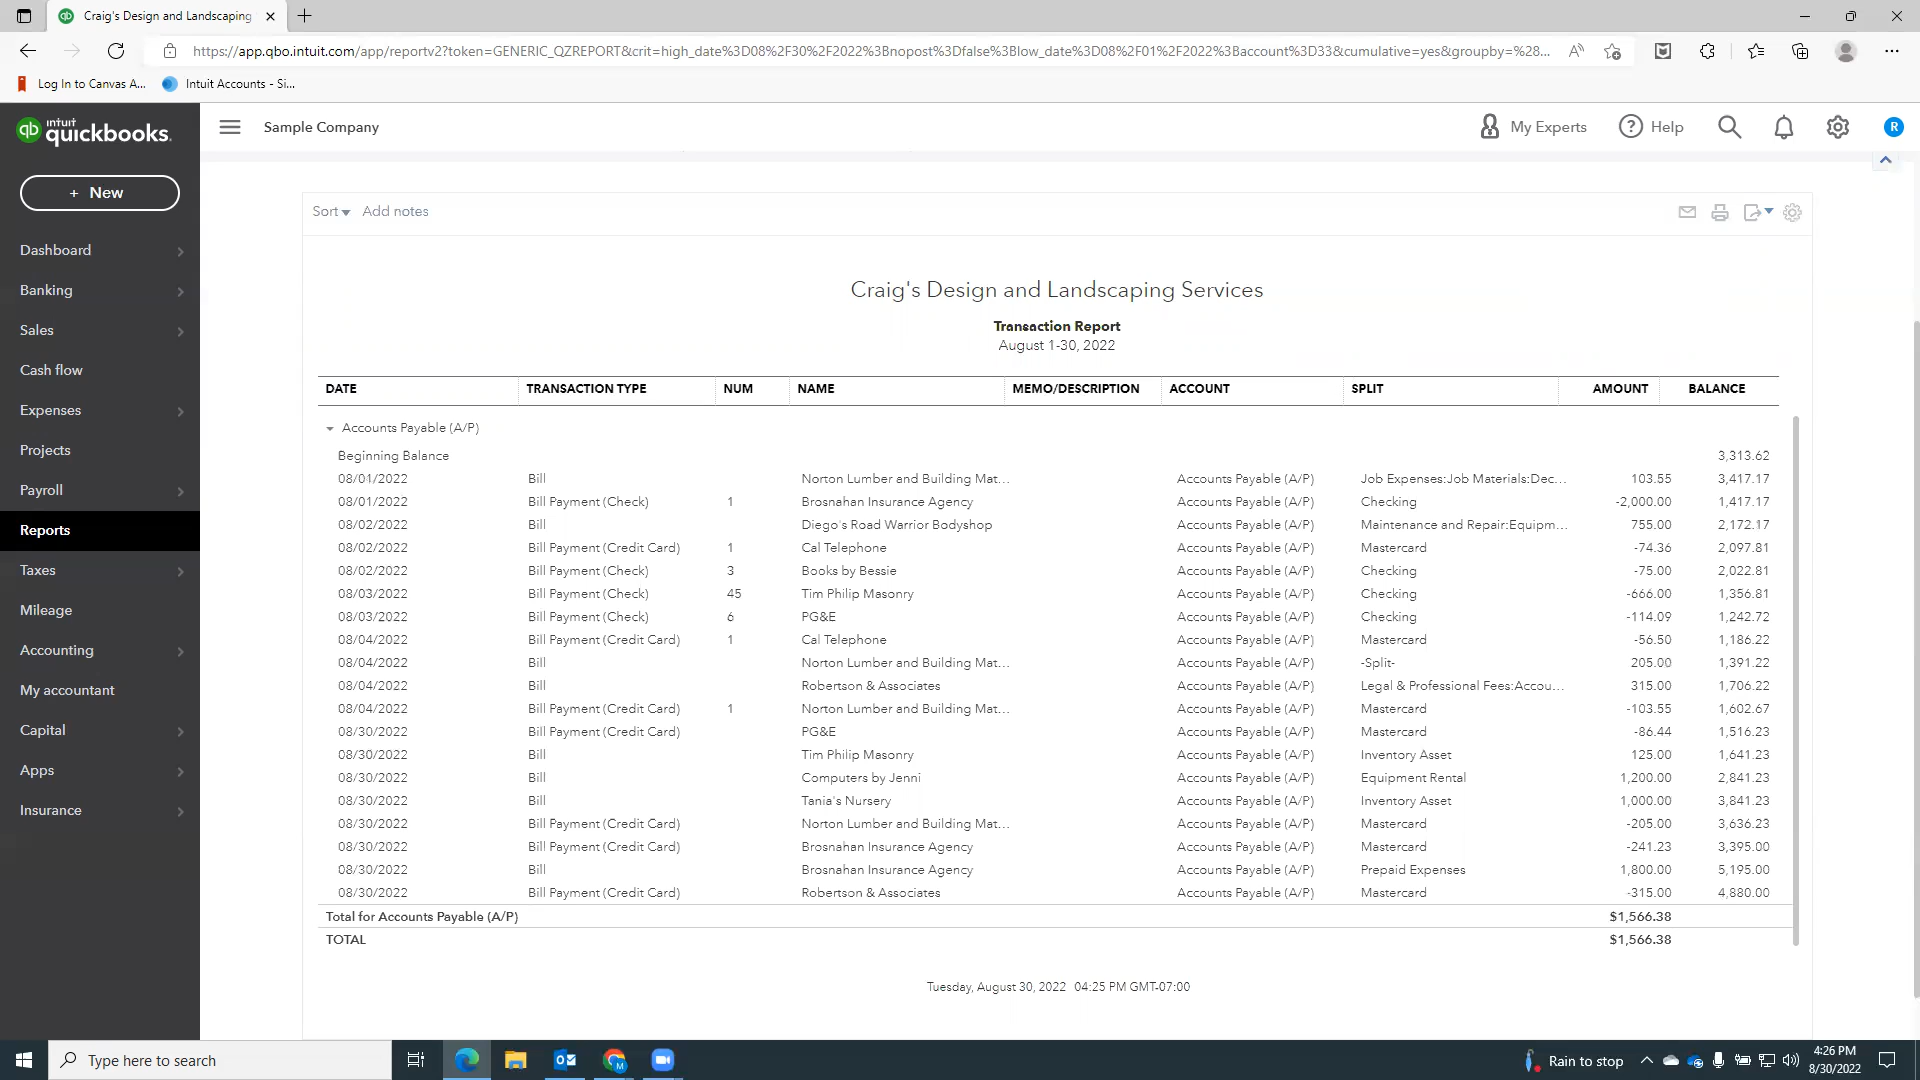 Craig's Design and Landscaping
https://app.qbo.intuit.com/app/reportv2?token=GENERIC_QZREPORT&crit=high_date%3D08%2F30%2F2022%3Bnopost%3Dfalse%3Blow_date%3D08%2F01%2F2022%3Baccount%3D33&cumulative=yes&groupby=%28...
Log In to Canvas A... Intuit Accounts - Si...
intuit quickbooks. Sample Company My Experts ? Help R
+ New
Dashboard
Banking
Sales
Cash flow
Expenses
Projects
Payroll
Reports
Taxes
Mileage
Accounting
My accountant
Capital
Apps
Insurance
Sort Add notes
Craig's Design and Landscaping Services
Transaction Report
August 1-30, 2022
DATE TRANSACTION TYPE NUM NAME MEMO/DESCRIPTION ACCOUNT SPLIT AMOUNT BALANCE
Accounts Payable (A/P)
Beginning Balance 3,313.62
08/01/2022 Bill Norton Lumber and Building Mat... Accounts Payable (A/P) Job Expenses:Job Materials:Dec... 103.55 3,417.17
08/01/2022 Bill Payment (Check) 1 Brosnahan Insurance Agency Accounts Payable (A/P) Checking -2,000.00 1,417.17
08/02/2022 Bill Diego's Road Warrior Bodyshop Accounts Payable (A/P) Maintenance and Repair:Equipm... 755.00 2,172.17
08/02/2022 Bill Payment (Credit Card) 1 Cal Telephone Accounts Payable (A/P) Mastercard -74.36 2,097.81
08/02/2022 Bill Payment (Check) 3 Books by Bessie Accounts Payable (A/P) Checking -75.00 2,022.81
08/03/2022 Bill Payment (Check) 45 Tim Philip Masonry Accounts Payable (A/P) Checking -666.00 1,356.81
08/03/2022 Bill Payment (Check) 6 PG&E Accounts Payable (A/P) Checking -114.09 1,242.72
08/04/2022 Bill Payment (Credit Card) 1 Cal Telephone Accounts Payable (A/P) Mastercard -56.50 1,186.22
08/04/2022 Bill Norton Lumber and Building Mat... Accounts Payable (A/P) -Split- 205.00 1,391.22
08/04/2022 Bill Robertson & Associates Accounts Payable (A/P) Legal & Professional Fees:Accou... 315.00 1,706.22
08/04/2022 Bill Payment (Credit Card) 1 Norton Lumber and Building Mat... Accounts Payable (A/P) Mastercard -103.55 1,602.67
08/30/2022 Bill Payment (Credit Card) PG&E Accounts Payable (A/P) Mastercard -86.44 1,516.23
08/30/2022 Bill Tim Philip Masonry Accounts Payable (A/P) Inventory Asset 125.00 1,641.23
08/30/2022 Bill Computers by Jenni Accounts Payable (A/P) Equipment Rental 1,200.00 2,841.23
08/30/2022 Bill Tania's Nursery Accounts Payable (A/P) Inventory Asset 1,000.00 3,841.23
08/30/2022 Bill Payment (Credit Card) Norton Lumber and Building Mat... Accounts Payable (A/P) Mastercard -205.00 3,636.23
08/30/2022 Bill Payment (Credit Card) Brosnahan Insurance Agency Accounts Payable (A/P) Mastercard -241.23 3,395.00
08/30/2022 Bill Brosnahan Insurance Agency Accounts Payable (A/P) Prepaid Expenses 1,800.00 5,195.00
08/30/2022 Bill Payment (Credit Card) Robertson & Associates Accounts Payable (A/P) Mastercard -315.00 4,880.00
Total for Accounts Payable (A/P) $1,566.38
TOTAL $1,566.38
Tuesday, August 30, 2022 04:25 PM GMT-07:00
Type here to search Rain to stop 4:26 PM
8/30/2022